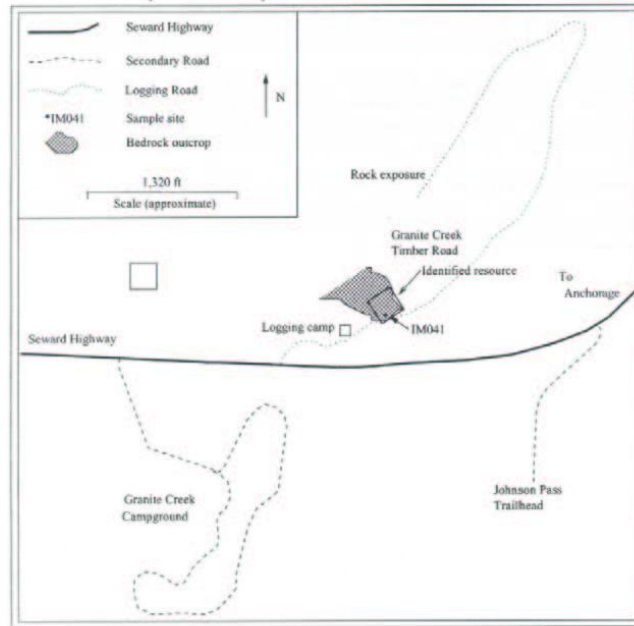 Seward Highway
Secondary Road
Logging Road
N
*IM041
Sample site
Bedrock outcrop
1,320 ft
Scale (approximate)
Rock exposure
Granite Creek
Timber Road
Identified resource
To
Anchorage
Logging camp
IM041
Seward Highway
Granite Creek
Campground
Johnson Pass
Trailhead